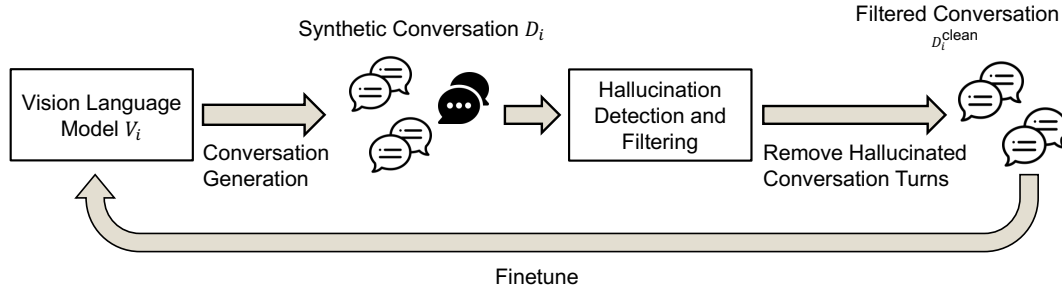 Synthetic Conversation D_i
Filtered Conversation
D_i^clean
Vision Language
Model V_i
Conversation
Generation
Hallucination
Detection and
Filtering
Remove Hallucinated
Conversation Turns
Finetune